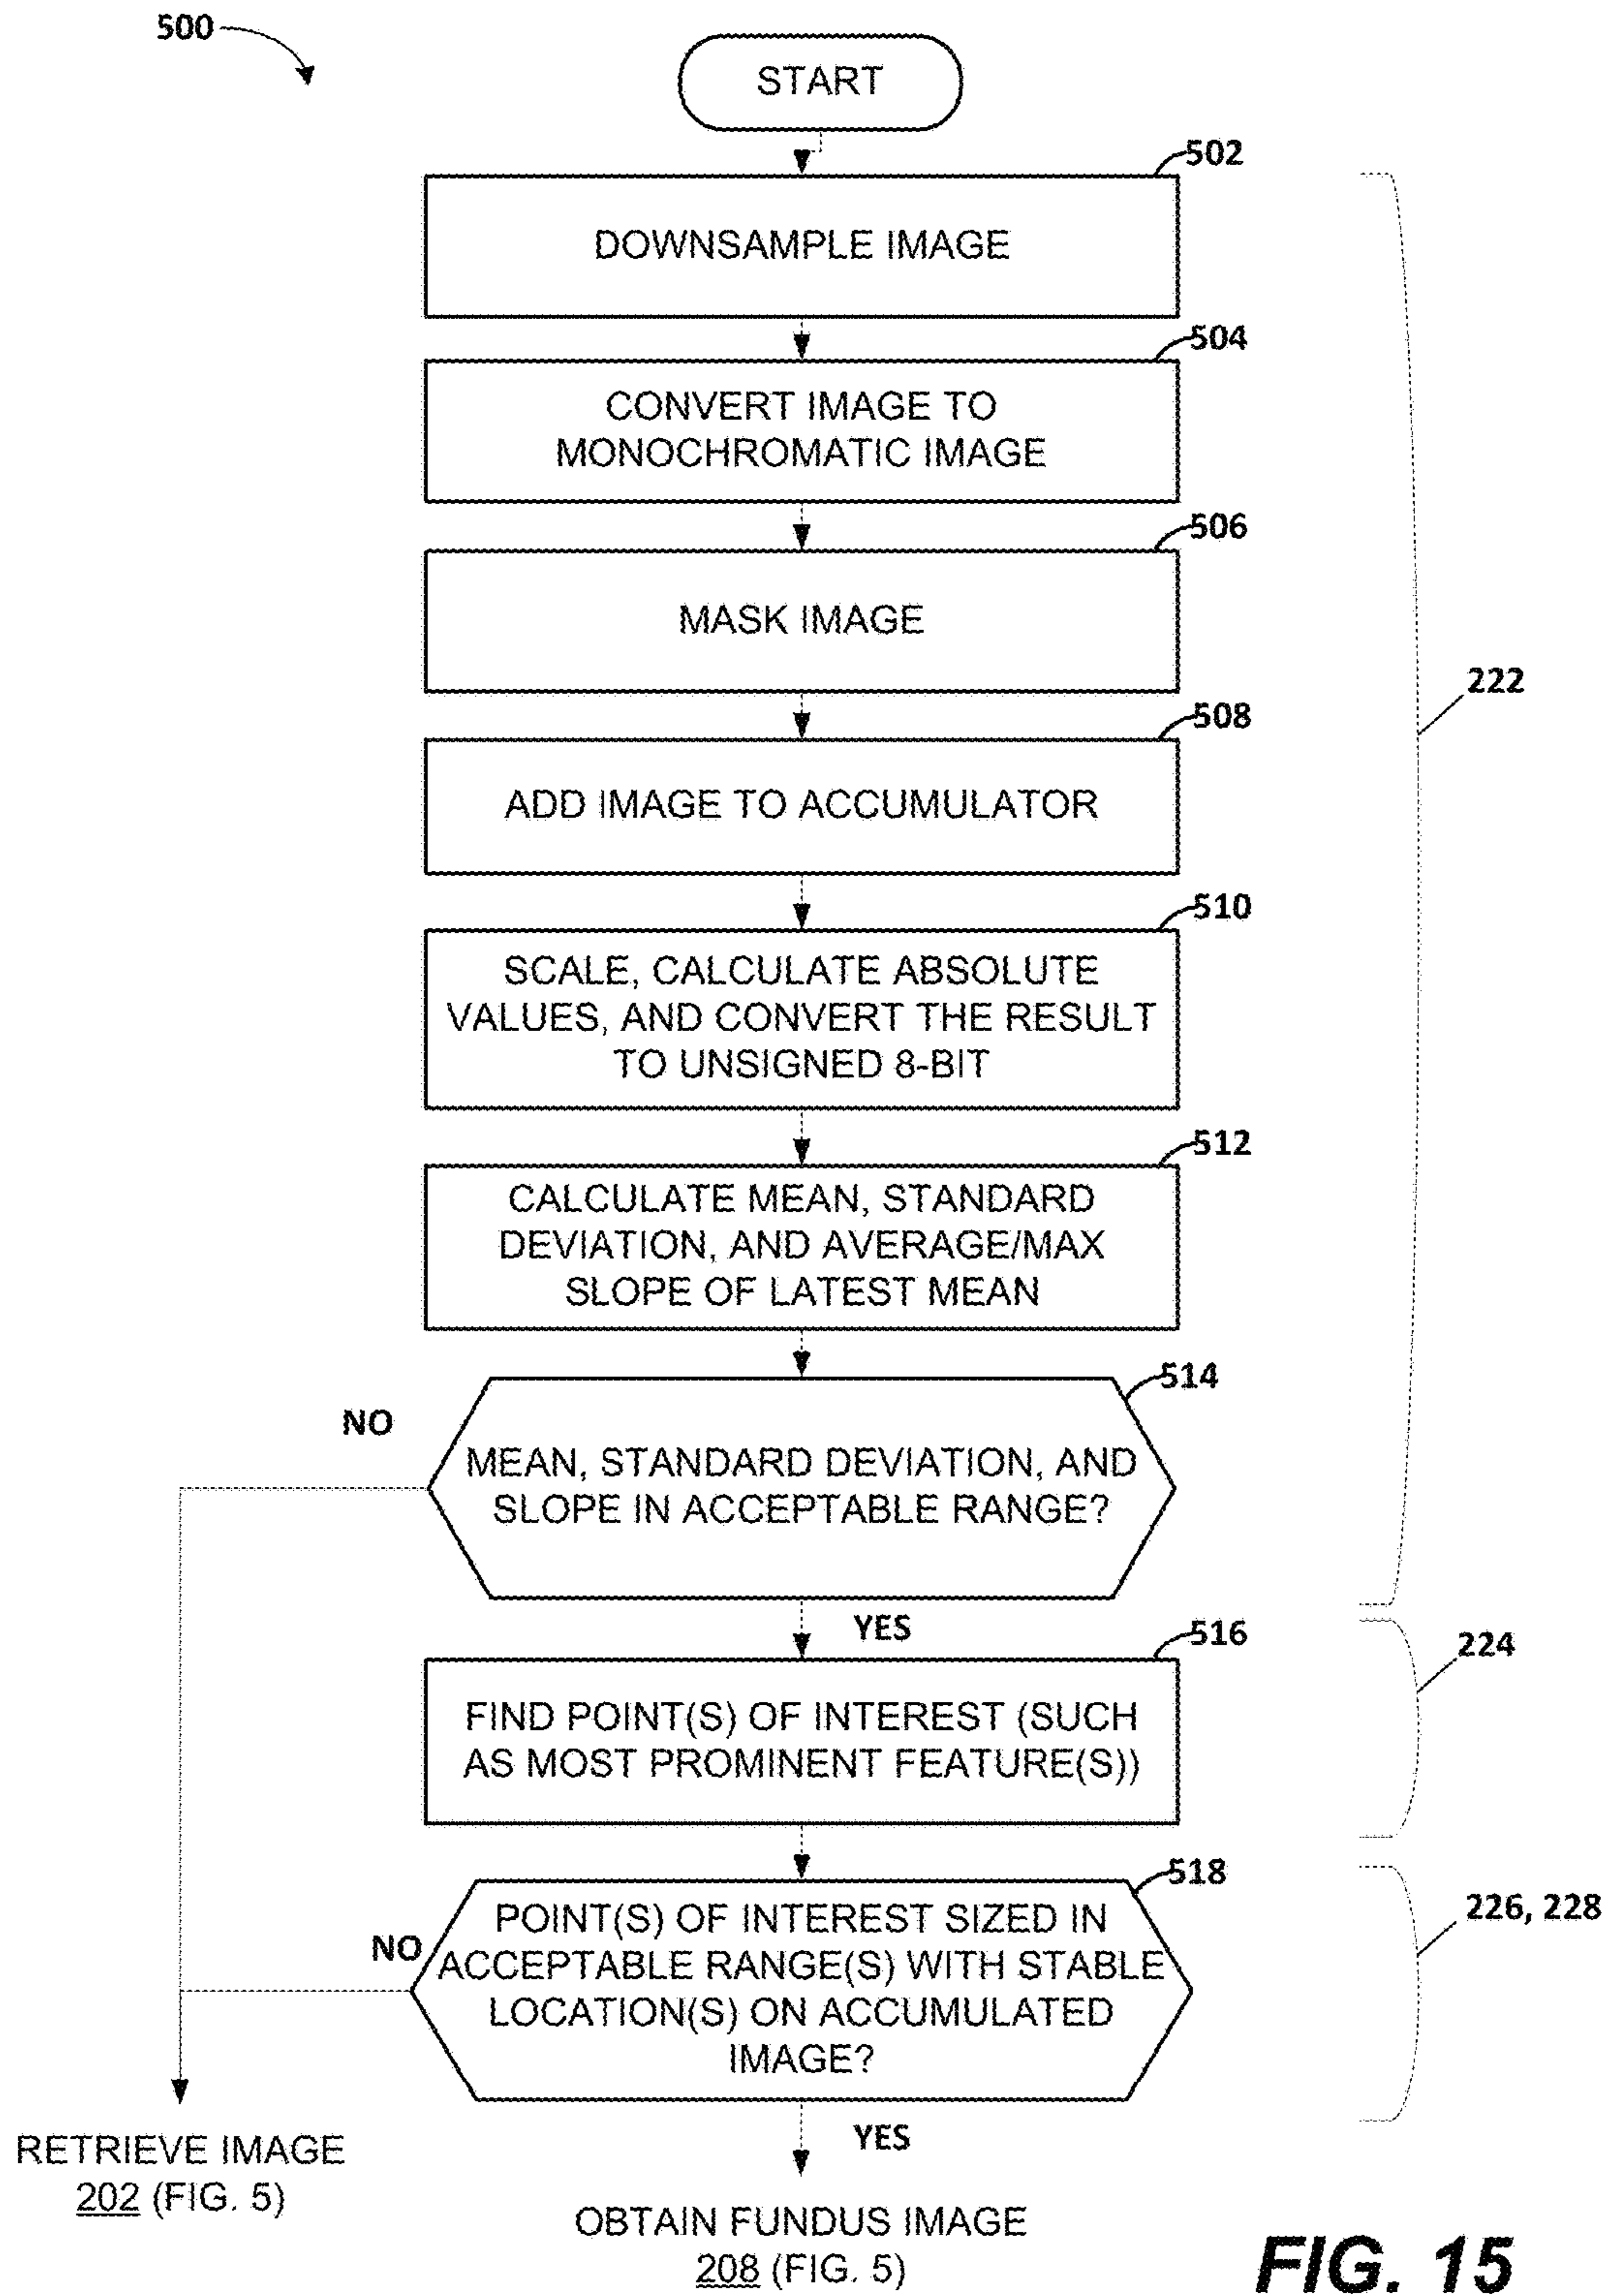 500
START
502
DOWNSAMPLE IMAGE
504
CONVERT IMAGE TO
MONOCHROMATIC IMAGE
506
MASK IMAGE
222
508
ADD IMAGE TO ACCUMULATOR
510
SCALE, CALCULATE ABSOLUTE
VALUES, AND CONVERT THE RESULT
TO UNSIGNED 8-BIT
512
CALCULATE MEAN, STANDARD
DEVIATION, AND AVERAGE/MAX
SLOPE OF LATEST MEAN
514
NO
MEAN, STANDARD DEVIATION, AND
SLOPE IN ACCEPTABLE RANGE?
YES
516
224
FIND POINT(S) OF INTEREST (SUCH
AS MOST PROMINENT FEATURE(S))
518
226, 228
NO
POINT(S) OF INTEREST SIZED IN
ACCEPTABLE RANGE(S) WITH STABLE
LOCATION(S) ON ACCUMULATED
IMAGE?
YES
RETRIEVE IMAGE
202 (FIG. 5)
OBTAIN FUNDUS IMAGE
208 (FIG. 5)
FIG. 15